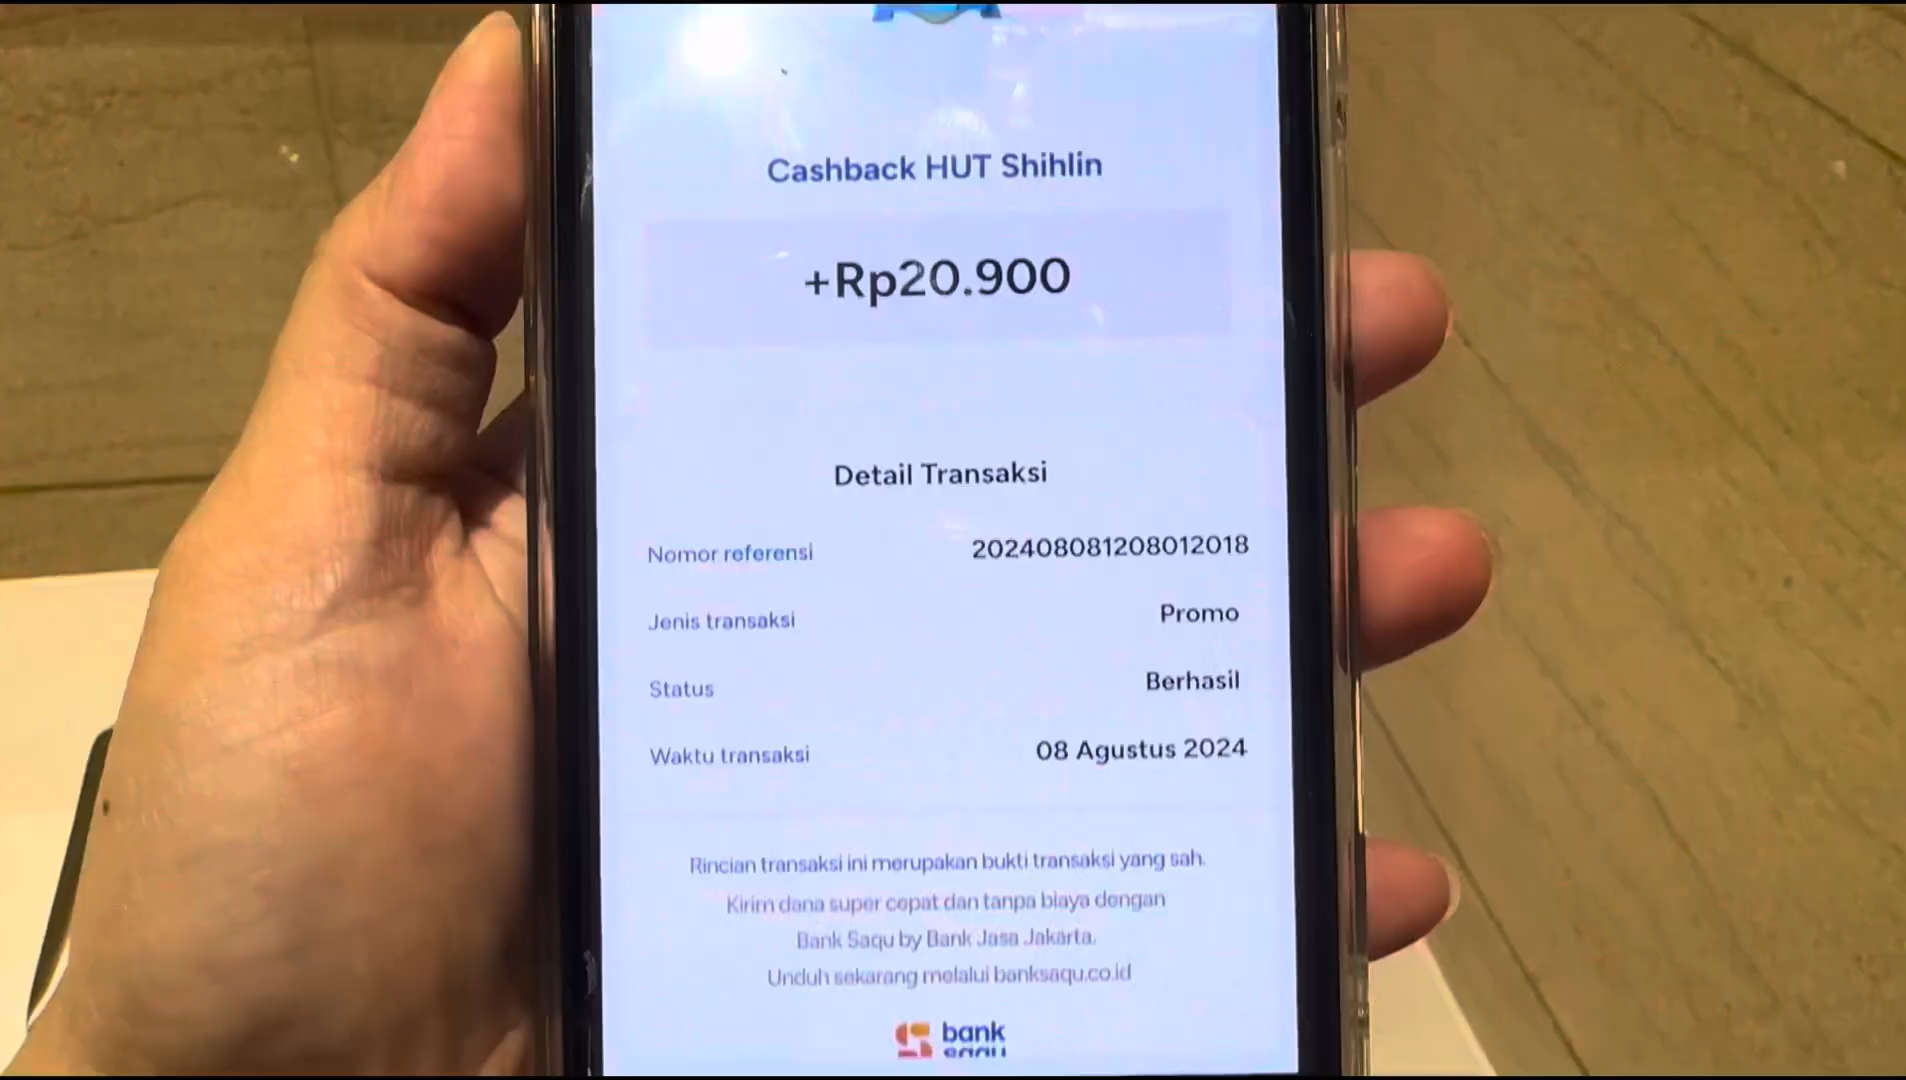 Cashback HUT Shihlin
+Rp20.900
Detail Transaksi
Nomor referensi 202408081208012018
Jenis transaksi Promo
Status Berhasil
Waktu transaksi 08 Agustus 2024
Rincian transaksi ini merupakan bukti transaksi yang sah.
Kirim dana super cepat dan tanpa biaya dengan
Bank Saqu by Bank Jasa Jakarta.
Unduh sekarang melalui banksaqu.co.id
bank
saqu